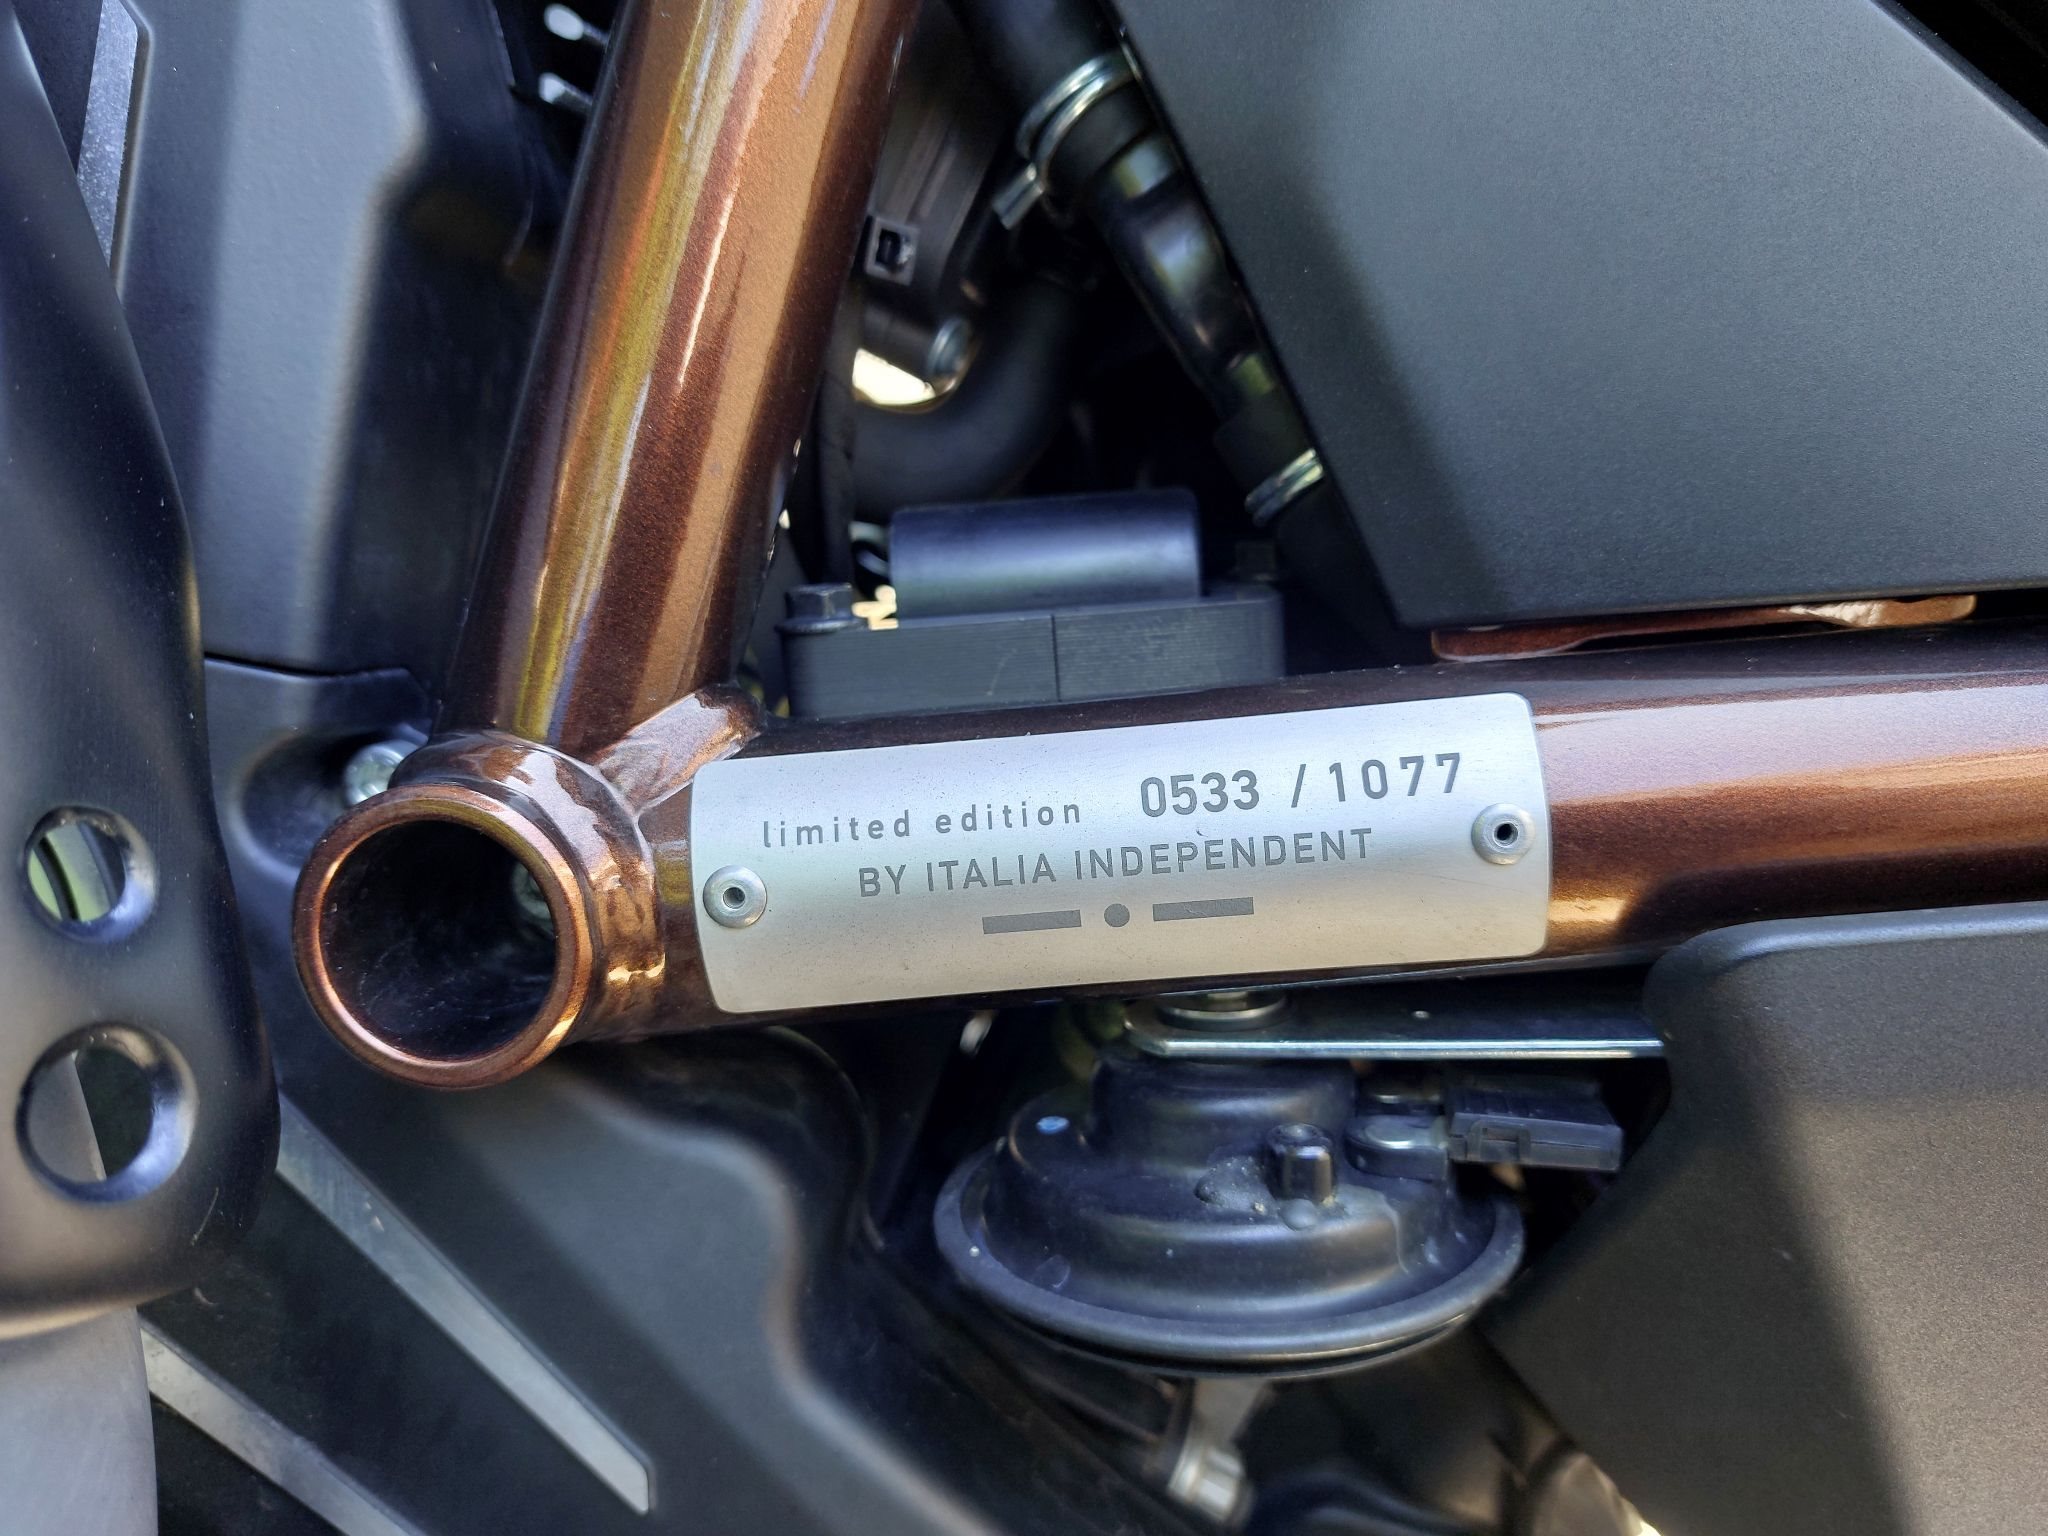 limited edition 0533 / 1077
BY ITALIA INDEPENDENT